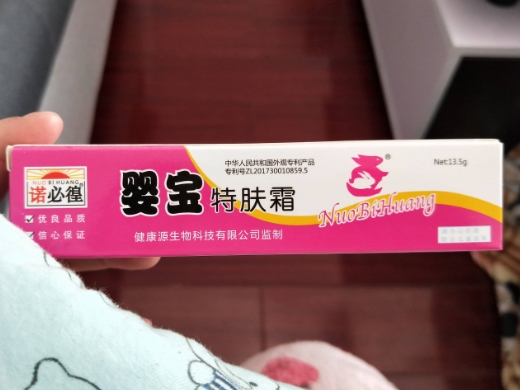 NUO BI HUANG
诺必徨
优良品质
信心保证
婴宝特肤霜
中华人民共和国外观专利产品
专利号ZL201730010859.5
健康源生物科技有限公司监制
®
NuoBiHuang
Net:13.5g